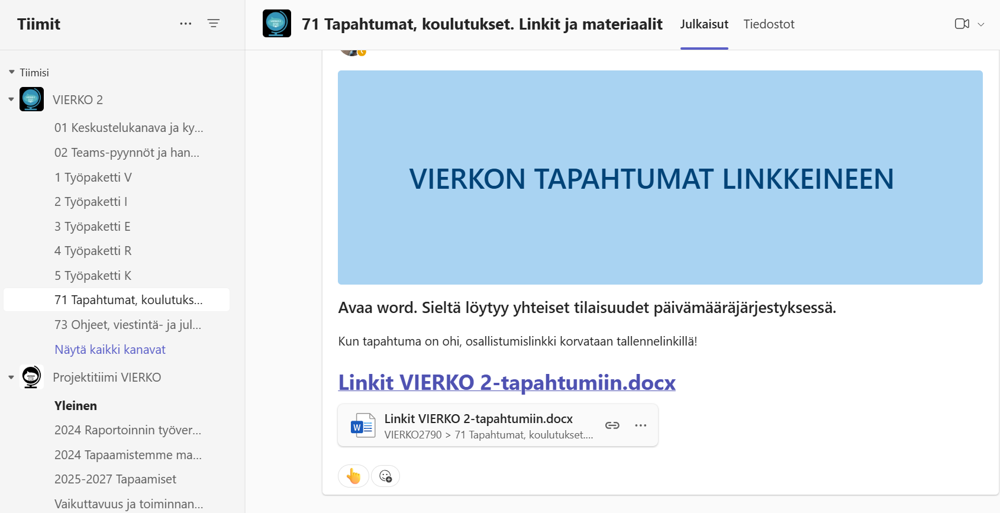 Tiimit
Tiimisi
VIERKO 2
01 Keskustelukanava ja ky...
02 Teams-pyynnöt ja han...
1 Työpaketti V
2 Työpaketti I
3 Työpaketti E
4 Työpaketti R
5 Työpaketti K
71 Tapahtumat, koulutuks...
73 Ohjeet, viestintä- ja jul...
Näytä kaikki kanavat
Projektitiimi VIERKO
Yleinen
2024 Raportoinnin työver...
2024 Tapaamistemme ma...
2025-2027 Tapaamiset
Vaikuttavuus ja toiminnan...
71 Tapahtumat, koulutukset. Linkit ja materiaalit
Julkaisut
Tiedostot
VIERKON TAPAHTUMAT LINKKEINEEN
Avaa word. Sieltä löytyy yhteiset tilaisuudet päivämääräjärjestyksessä.
Kun tapahtuma on ohi, osallistumislinkki korvataan tallennelinkillä!
Linkit VIERKO 2-tapahtumiin.docx
Linkit VIERKO 2-tapahtumiin.docx
VIERKO2790 > 71 Tapahtumat, koulutukset....